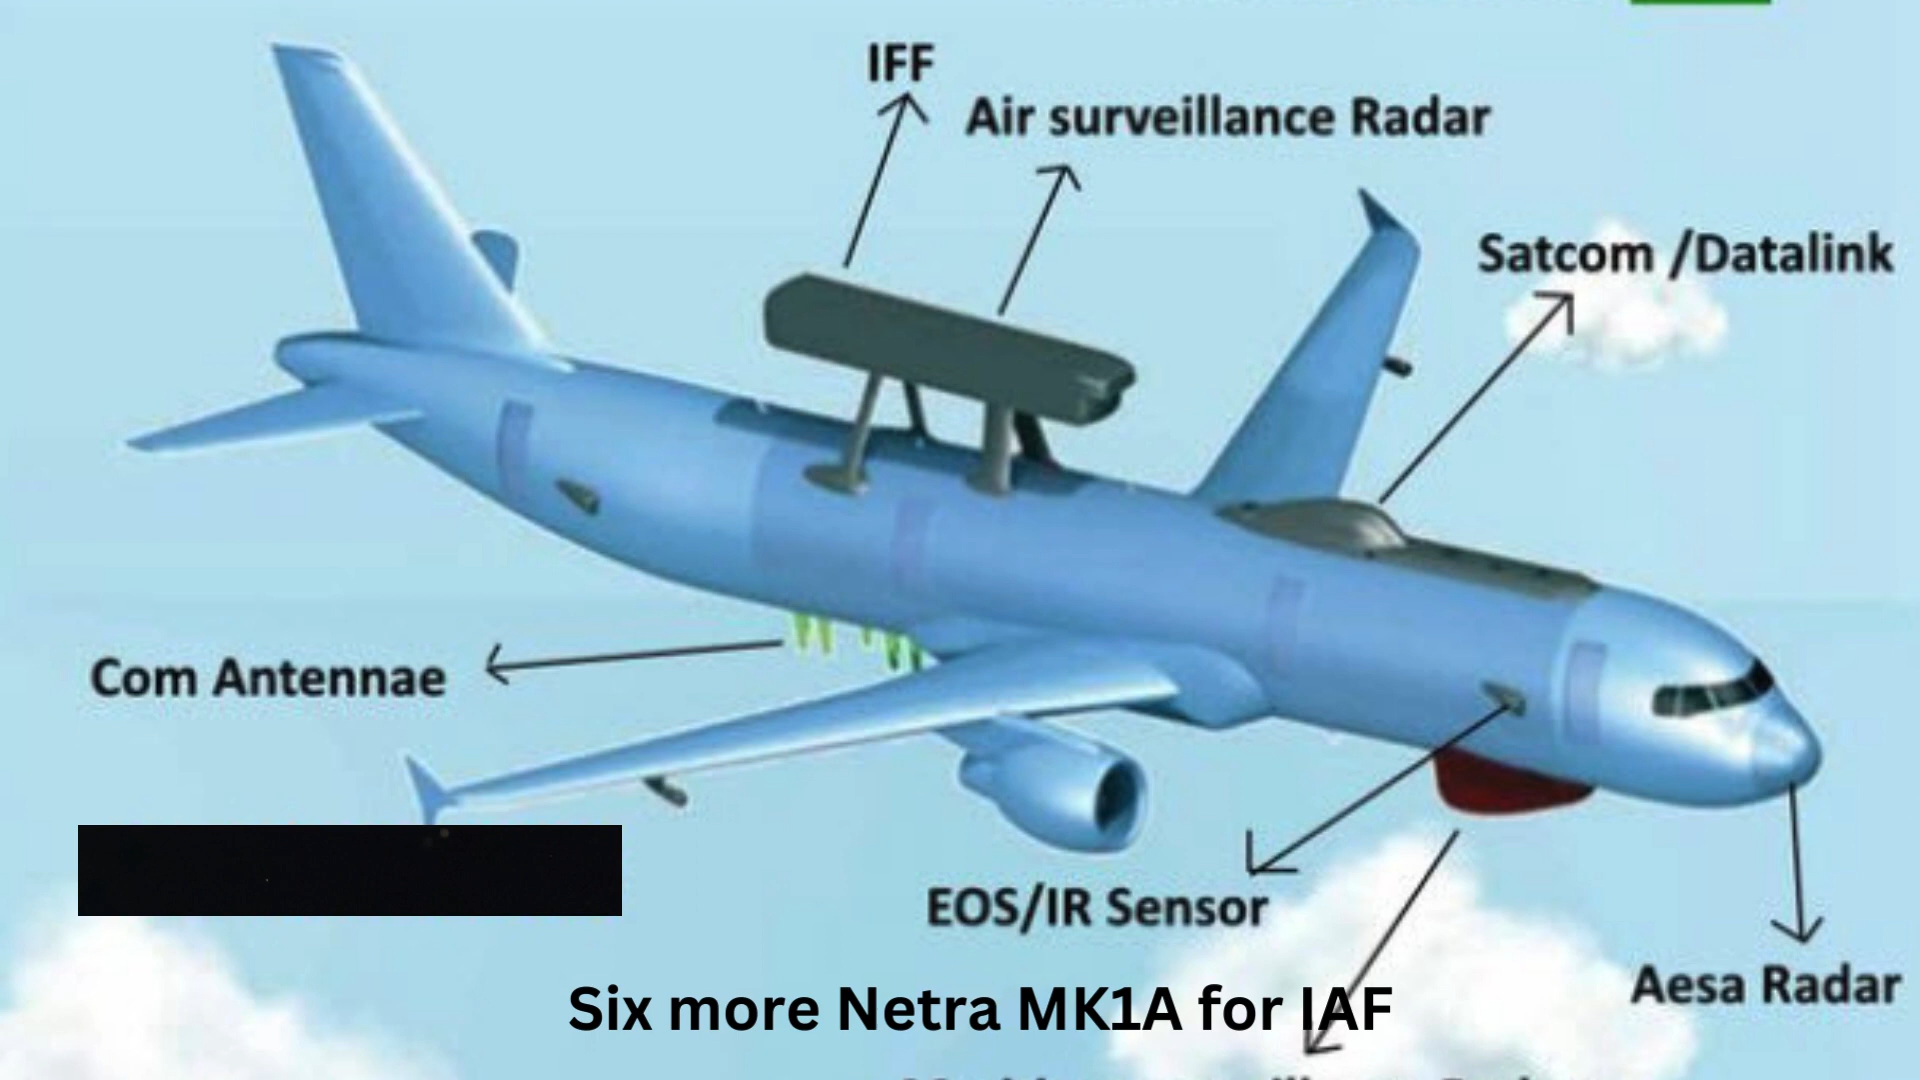 IFF
Air surveillance Radar
Satcom /Datalink
Com Antennae
EOS/IR Sensor
Aesa Radar
Six more Netra MK1A for IAF